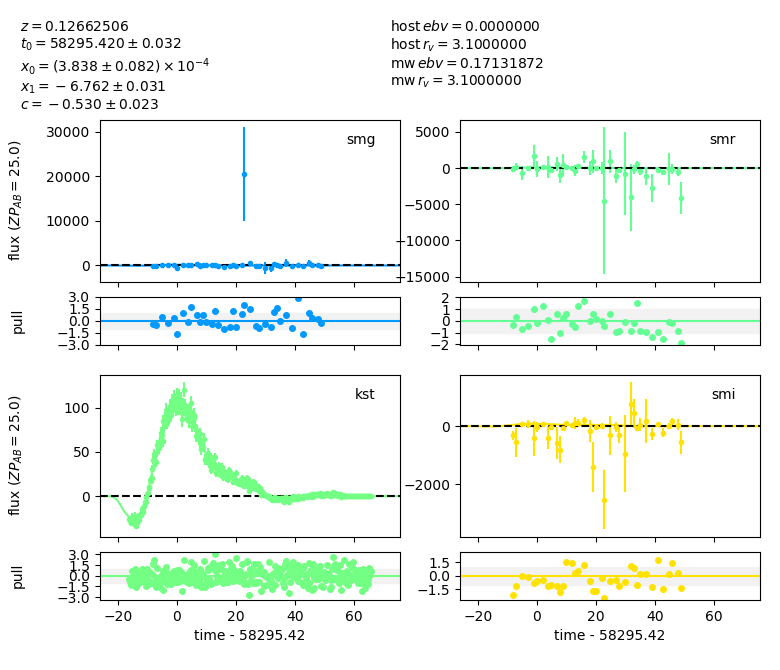 z = 0.12662506
t₀ = 58295.420 ± 0.032
x₀ = (3.838 ± 0.082) × 10⁻⁴
x₁ = −6.762 ± 0.031
c = −0.530 ± 0.023
host ebv = 0.0000000
host r_v = 3.1000000
mw ebv = 0.17131872
mw r_v = 3.1000000
flux (ZP_AB = 25.0)
30000
20000
10000
0
smg
5000
0
−5000
−10000
−15000
smr
pull
3.0
1.5
0.0
−1.5
−3.0
2
1
0
−1
−2
flux (ZP_AB = 25.0)
100
50
0
kst
0
−2000
smi
pull
3.0
1.5
0.0
−1.5
−3.0
1.5
0.0
−1.5
−20 0 20 40 60
time - 58295.42
−20 0 20 40 60
time - 58295.42